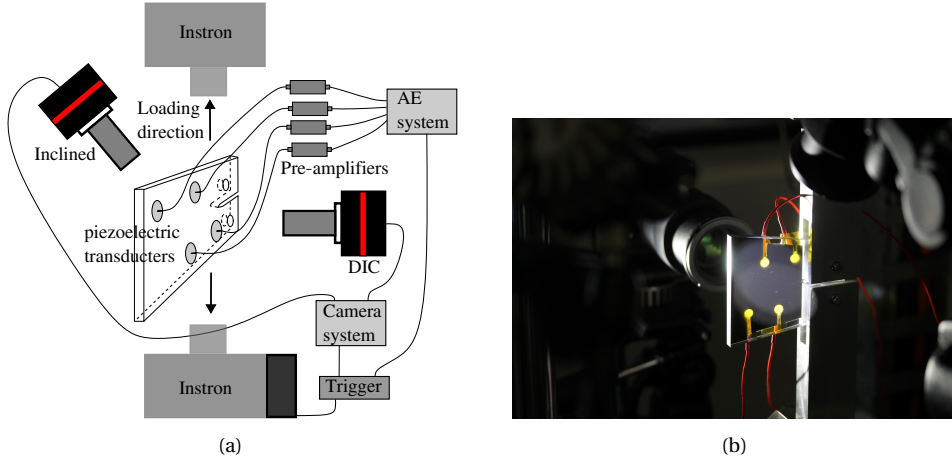 Instron
AE
system
Loading
direction
Inclined
Pre-amplifiers
piezoelectric
transducters
DIC
Camera
system
Instron
Trigger
(a)
(b)